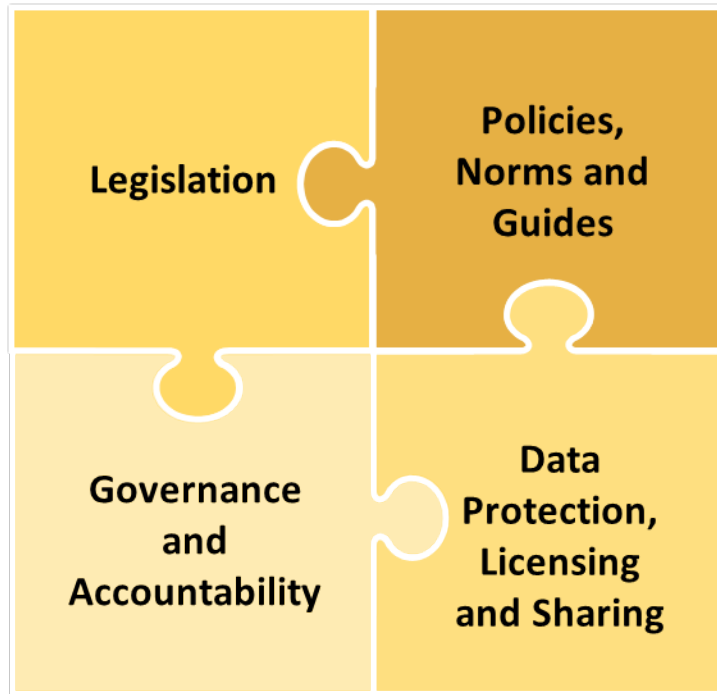 Legislation
Policies,
Norms and
Guides
Governance
and
Accountability
Data
Protection,
Licensing
and Sharing